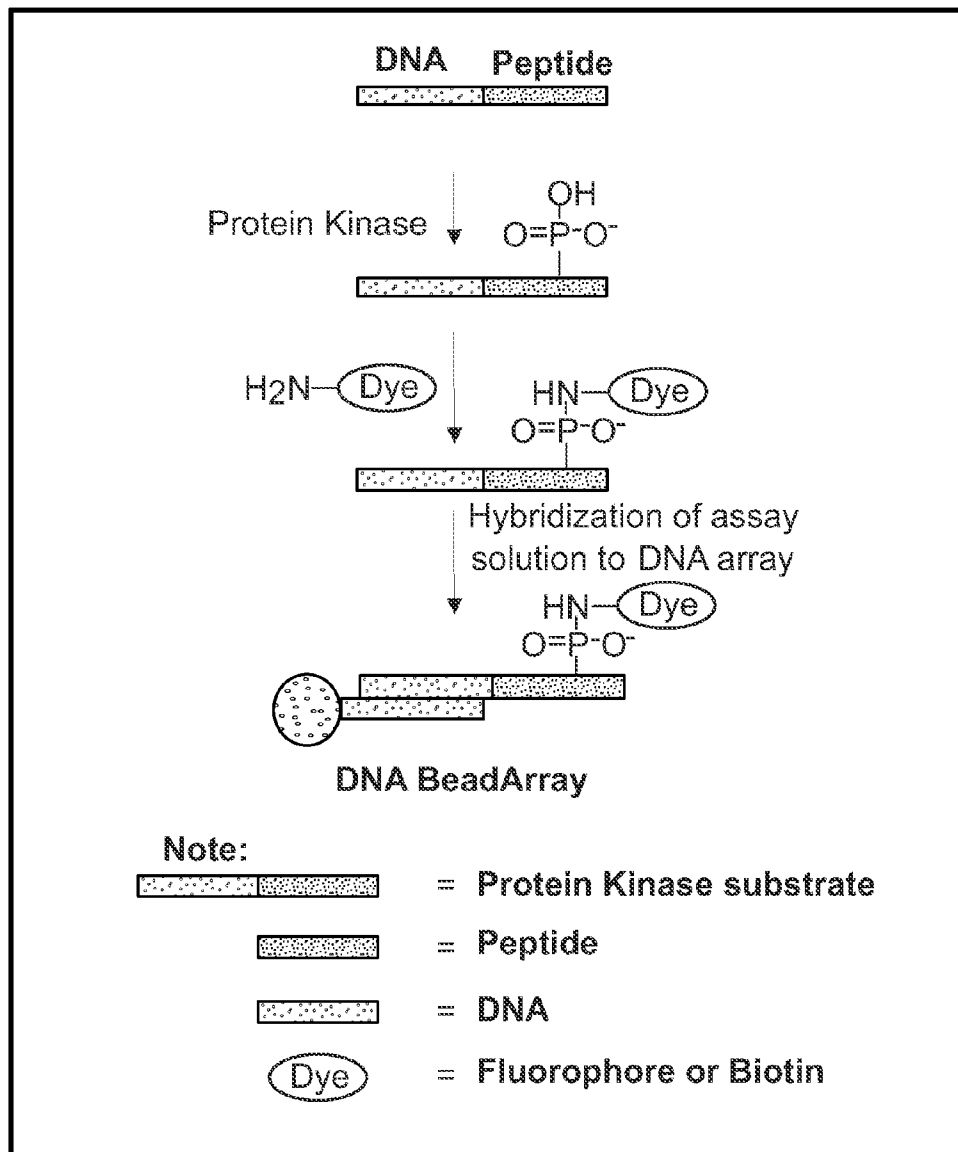 DNA Peptide
OH
Protein Kinase O=P-O-
H2N Dye HN Dye
O=P-O-
Hybridization of assay
solution to DNA array
HN Dye
O=P-O-
DNA BeadArray
Note:
= Protein Kinase substrate
= Peptide
= DNA
Dye = Fluorophore or Biotin